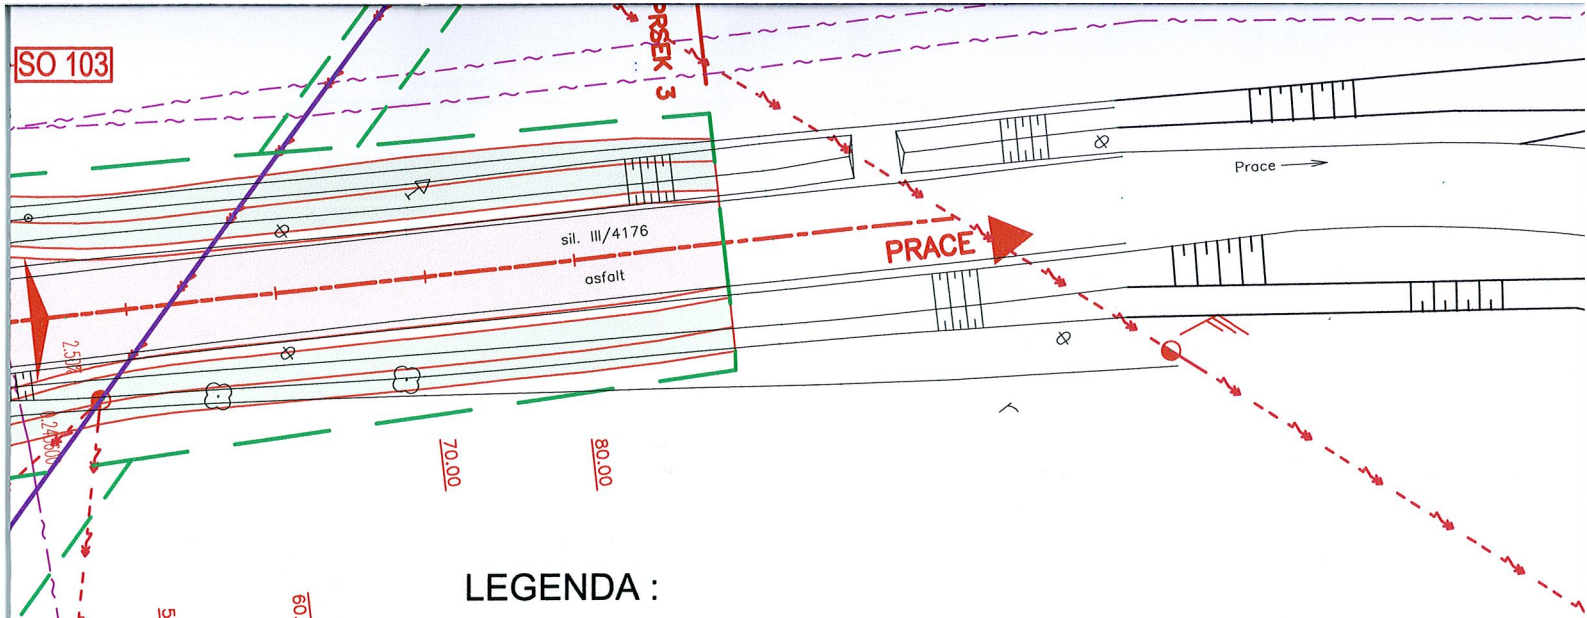 SO 103
PRSEK 3
Prace
sil. III/4176
asfalt
PRACE
70.00
80.00
LEGENDA :